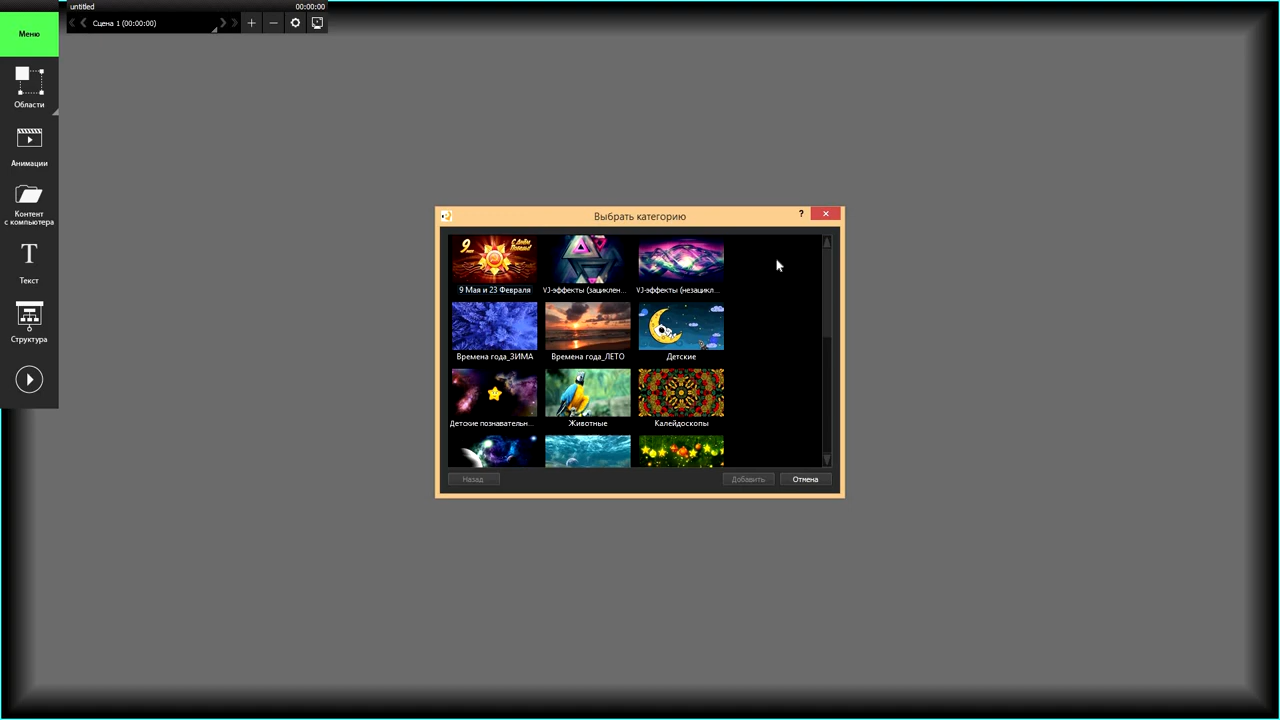 untitled
00:00:00
Сцена 1 (00:00:00)
Меню
Области
Анимации
Контент
с компьютера
Текст
Структура
Выбрать категорию
?
9 Мая и 23 Февраля
VJ-эффекты (зациклен...
VJ-эффекты (незацикл...
Времена года_ЗИМА
Времена года_ЛЕТО
Детские
Детские познавательн...
Животные
Калейдоскопы
Назад
Добавить
Отмена